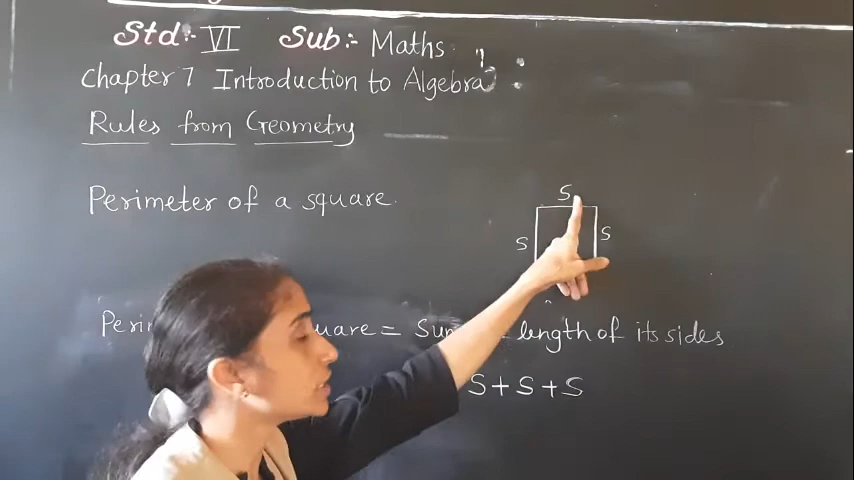 Std:- VI Sub:- Maths
Chapter 7 Introduction to Algebra
Rules from Geometry
Perimeter of a square.
S
S S
= length of its sides
S + S + S